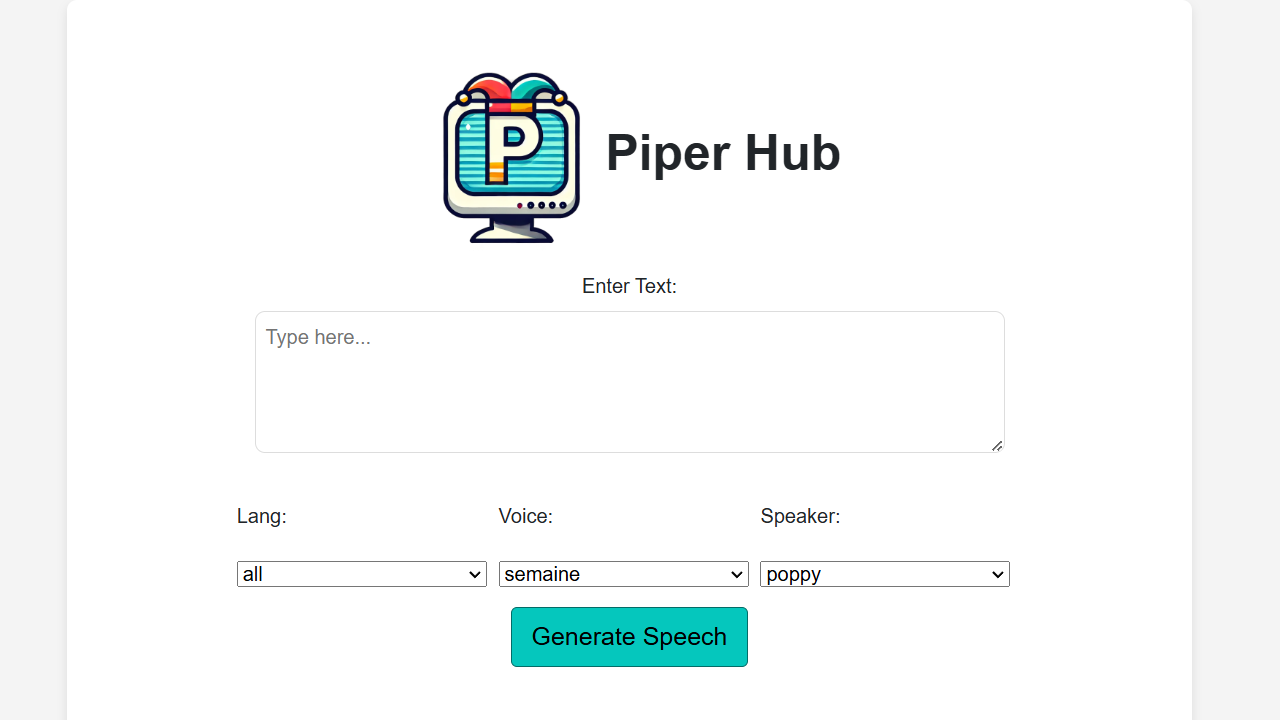 P
Piper Hub
Enter Text:
Type here...
Lang: Voice: Speaker:
all semaine poppy
Generate Speech